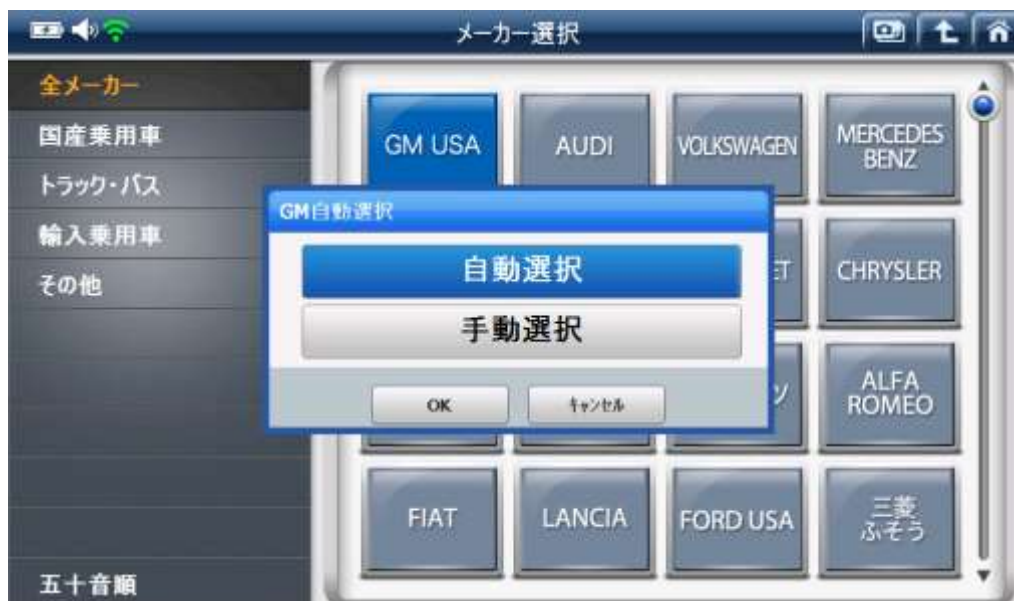 メーカー選択
全メーカー
国産乗用車
トラック・バス
輸入乗用車
その他
五十音順
GM USA
AUDI
VOLKSWAGEN
MERCEDES
BENZ
GM自動選択
自動選択
手動選択
OK
キャンセル
ET
CHRYSLER
ALFA
ROMEO
FIAT
LANCIA
FORD USA
三菱
ふそう